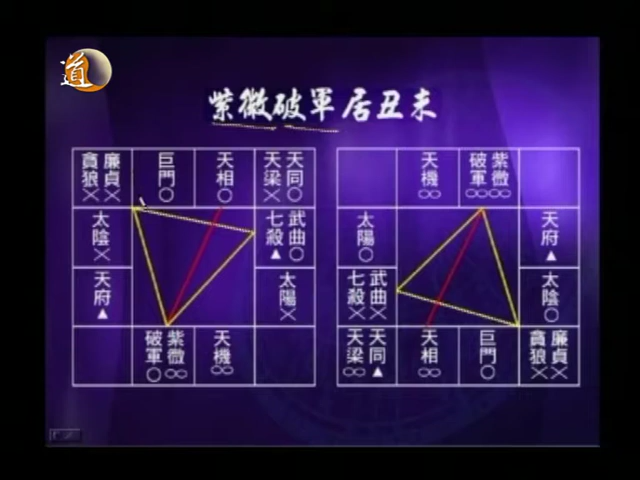 道
紫微破軍居丑未
廉貞╳ 貪狼╳
巨門○
天相○
天同○ 天梁╳
太陰╳
武曲○ 七殺▲
天府▲
太陽╳
紫微○○ 破軍○
天機○○
天機○○
紫微○○ 破軍○○
太陽○
天府▲
武曲╳ 七殺╳
太陰○
天同▲ 天梁○○
天相○○
巨門○
廉貞╳ 貪狼╳